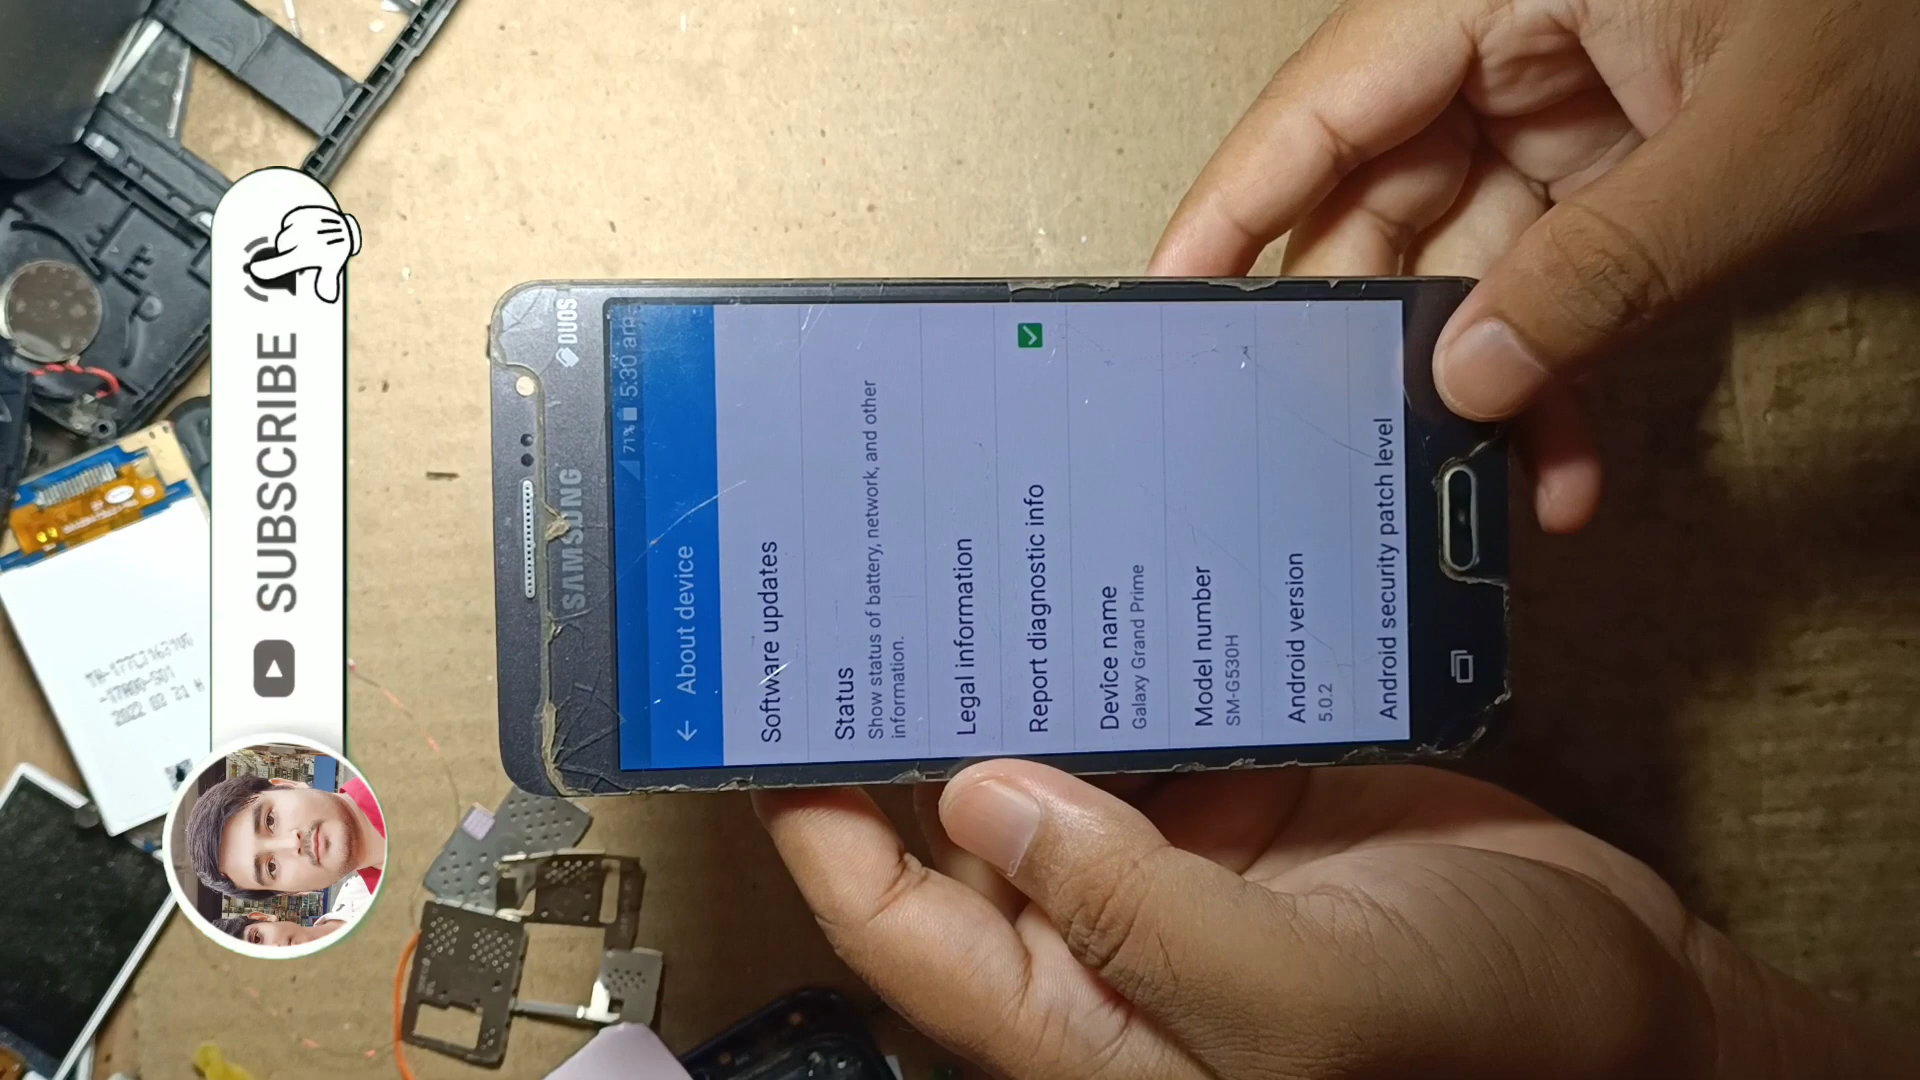 SUBSCRIBE
DUOS
SAMSUNG
71% 5:30 am
About device
Software updates
Status
Show status of battery, network, and other
information.
Legal information
Report diagnostic info
Device name
Galaxy Grand Prime
Model number
SM-G530H
Android version
5.0.2
Android security patch level